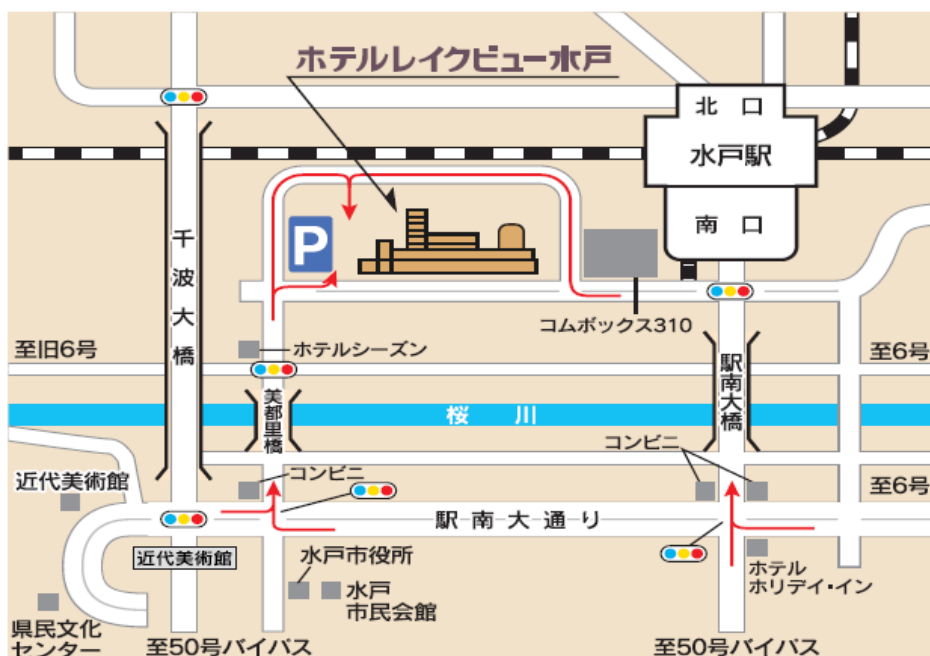 ホテルレイクビュー水戸
北 口
水戸駅
南 口
P
千波大橋
コムボックス310
至旧6号
ホテルシーズン
至6号
美都里橋
桜 川
駅南大橋
コンビニ
近代美術館
コンビニ
至6号
駅南大通り
近代美術館
水戸市役所
水戸
市民会館
ホテル
ホリデイ・イン
県民文化
センター
至50号バイパス
至50号バイパス